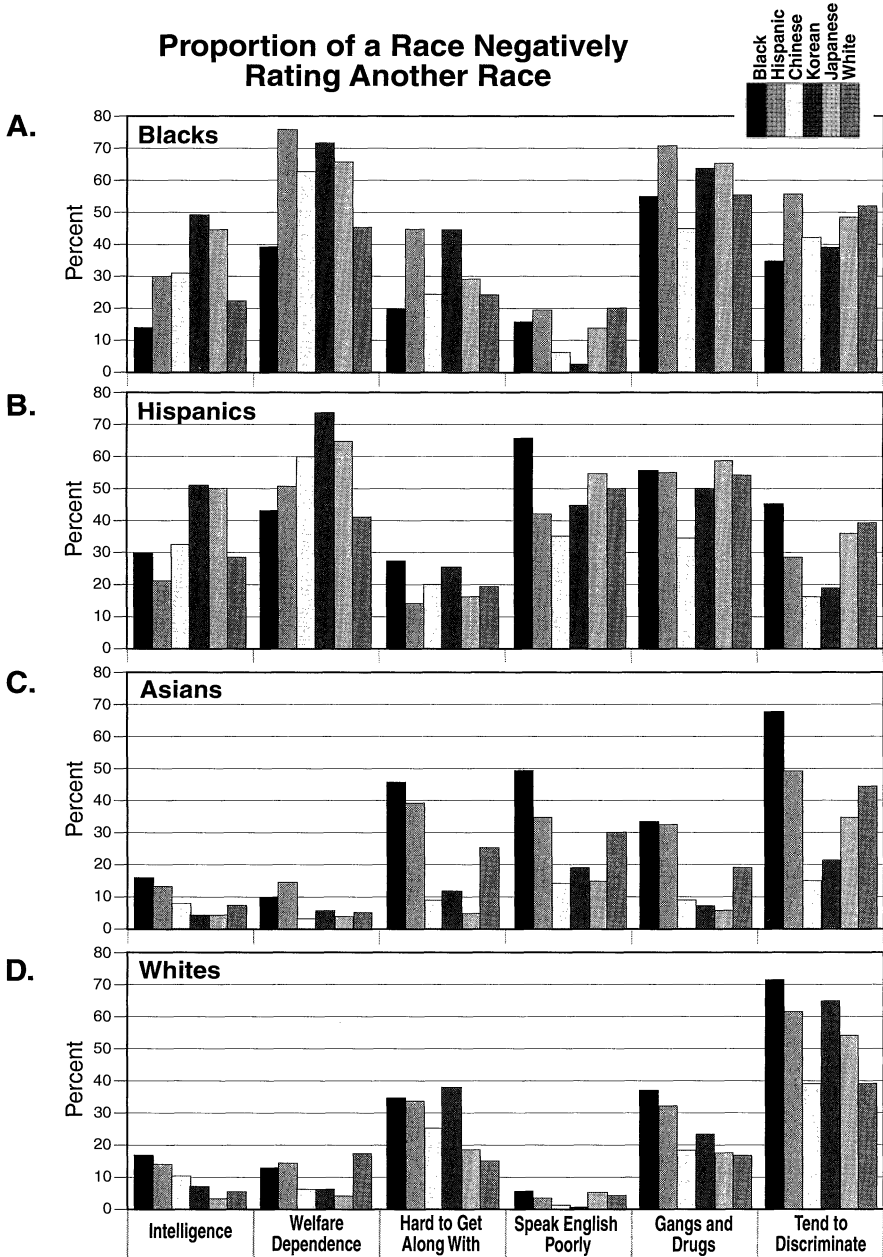 Proportion of a Race Negatively
Rating Another Race
Black
Hispanic
Chinese
Korean
Japanese
White
A.
Blacks
Percent
80
70
60
50
40
30
20
10
0
B.
Hispanics
Percent
80
70
60
50
40
30
20
10
0
C.
Asians
Percent
80
70
60
50
40
30
20
10
0
D.
Whites
Percent
80
70
60
50
40
30
20
10
0
Intelligence
Welfare
Dependence
Hard to Get
Along With
Speak English
Poorly
Gangs and
Drugs
Tend to
Discriminate